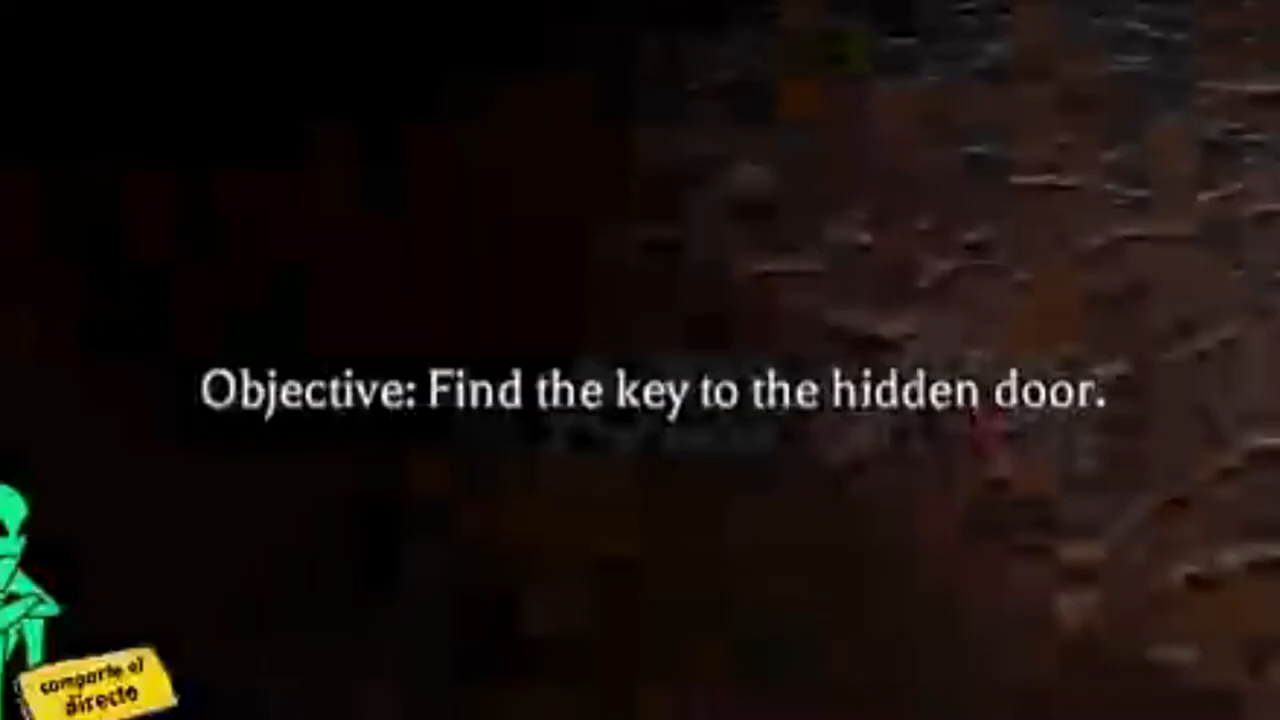 Objective: Find the key to the hidden door.
comparte el
directo